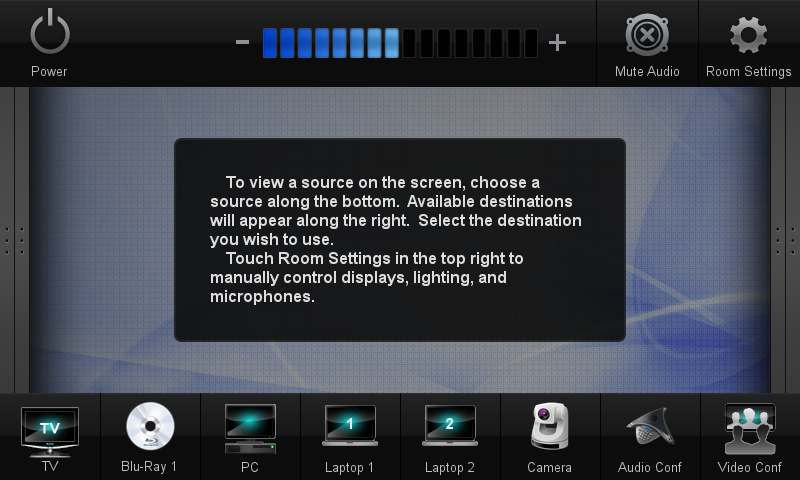 Power
Mute Audio
Room Settings
To view a source on the screen, choose a
source along the bottom.  Available destinations
will appear along the right.  Select the destination
you wish to use.
Touch Room Settings in the top right to
manually control displays, lighting, and
microphones.
TV
1
2
TV
Blu-Ray 1
PC
Laptop 1
Laptop 2
Camera
Audio Conf
Video Conf